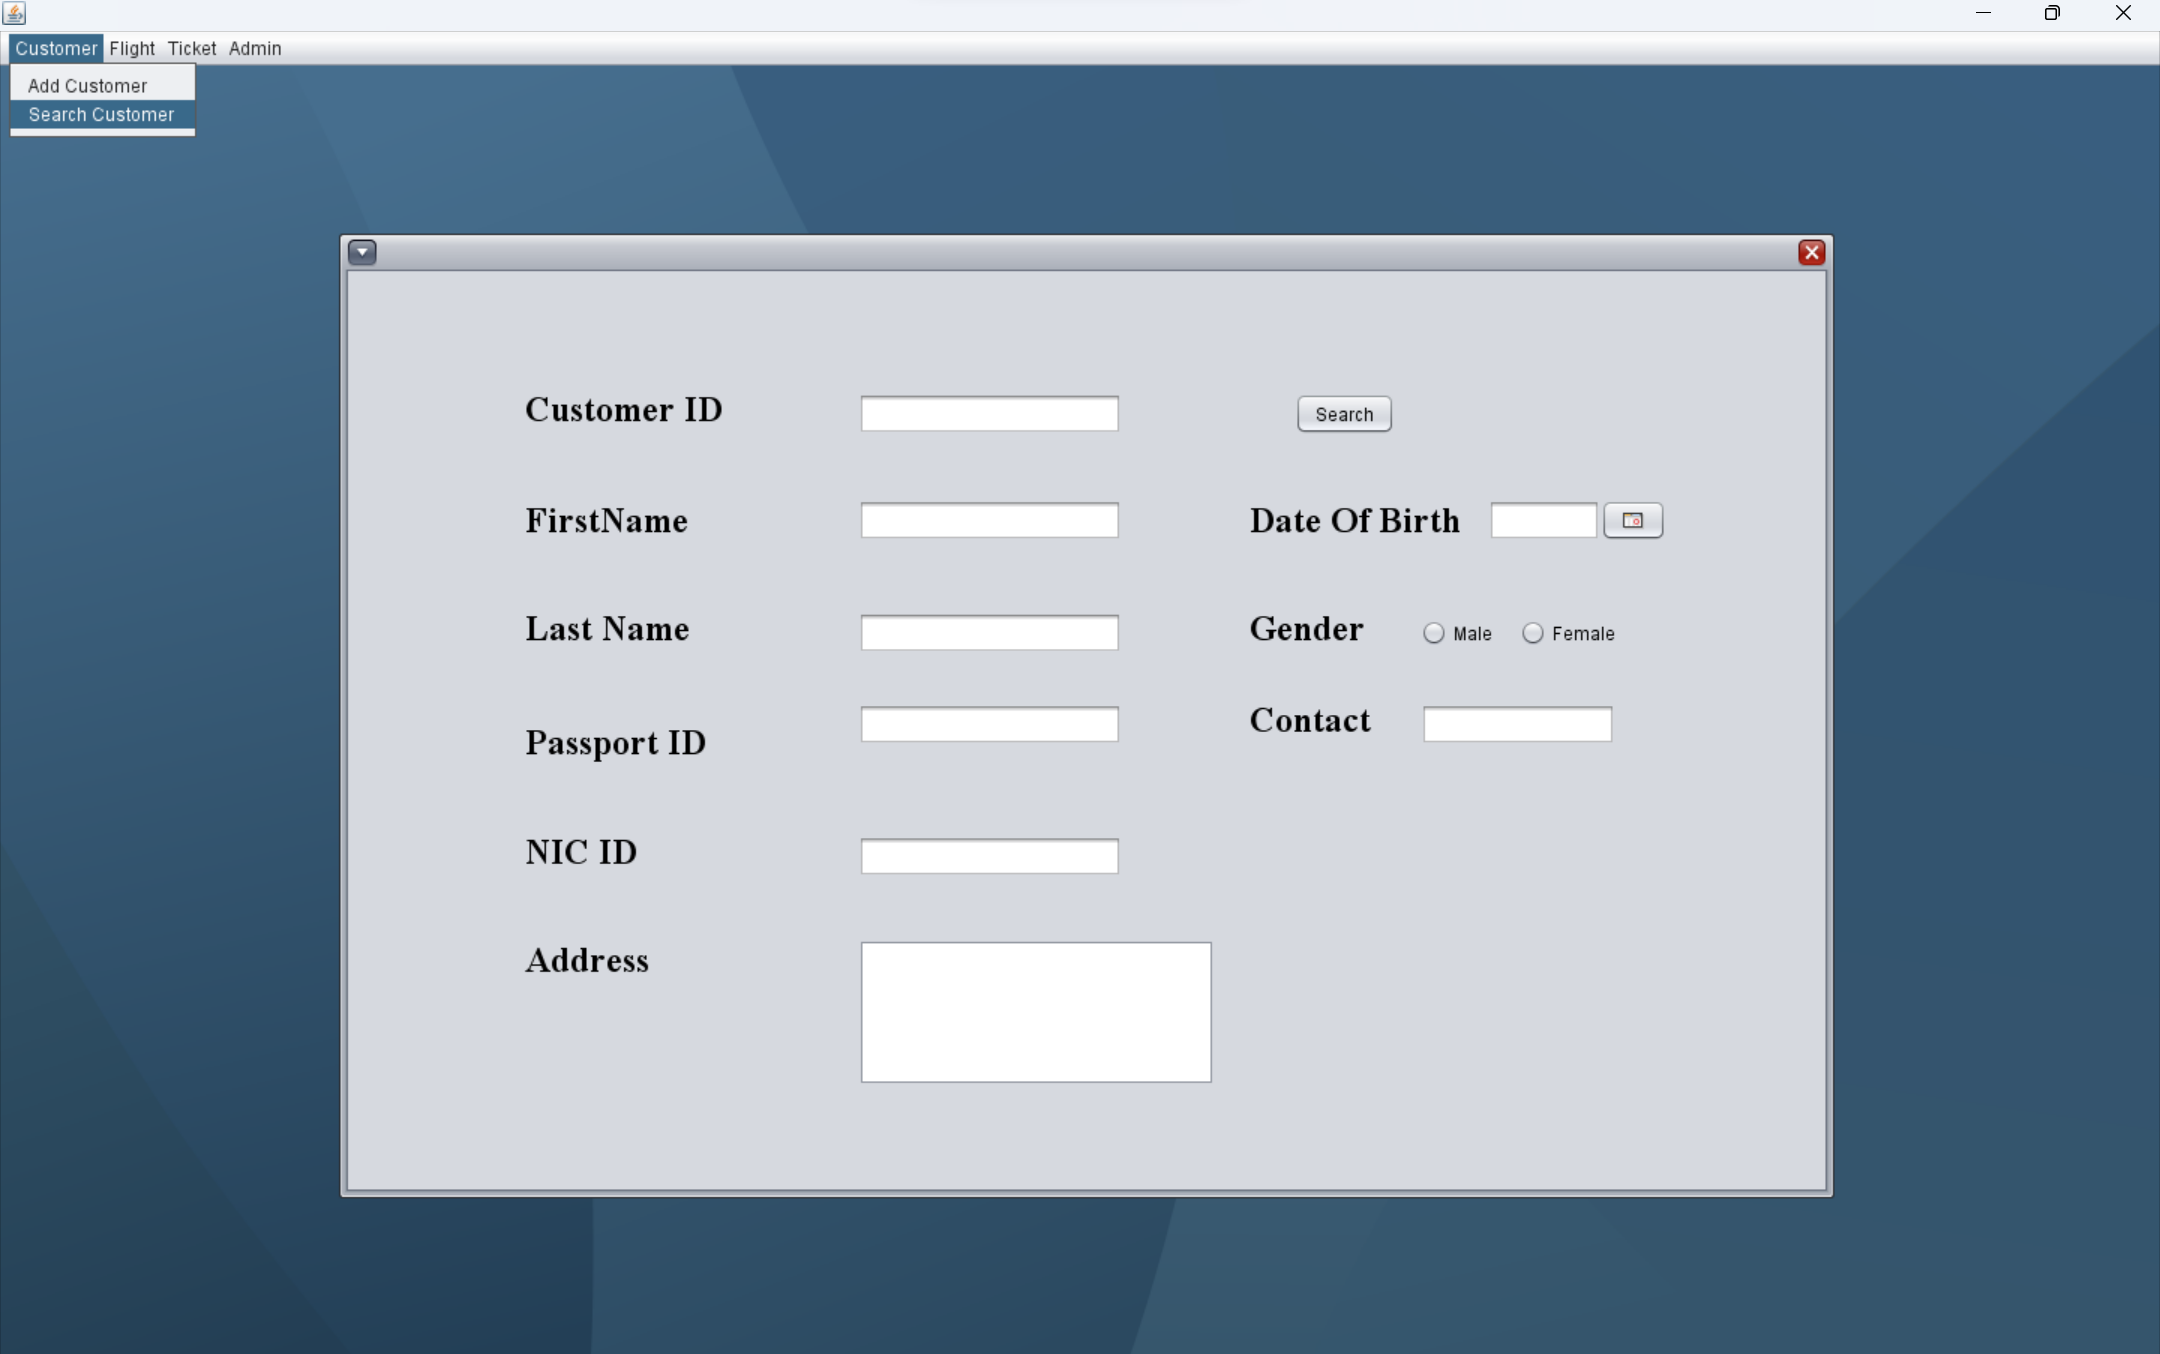 Customer Flight Ticket Admin
Add Customer
Search Customer
Customer ID
Search
FirstName
Date Of Birth
Last Name
Gender
Male
Female
Passport ID
Contact
NIC ID
Address